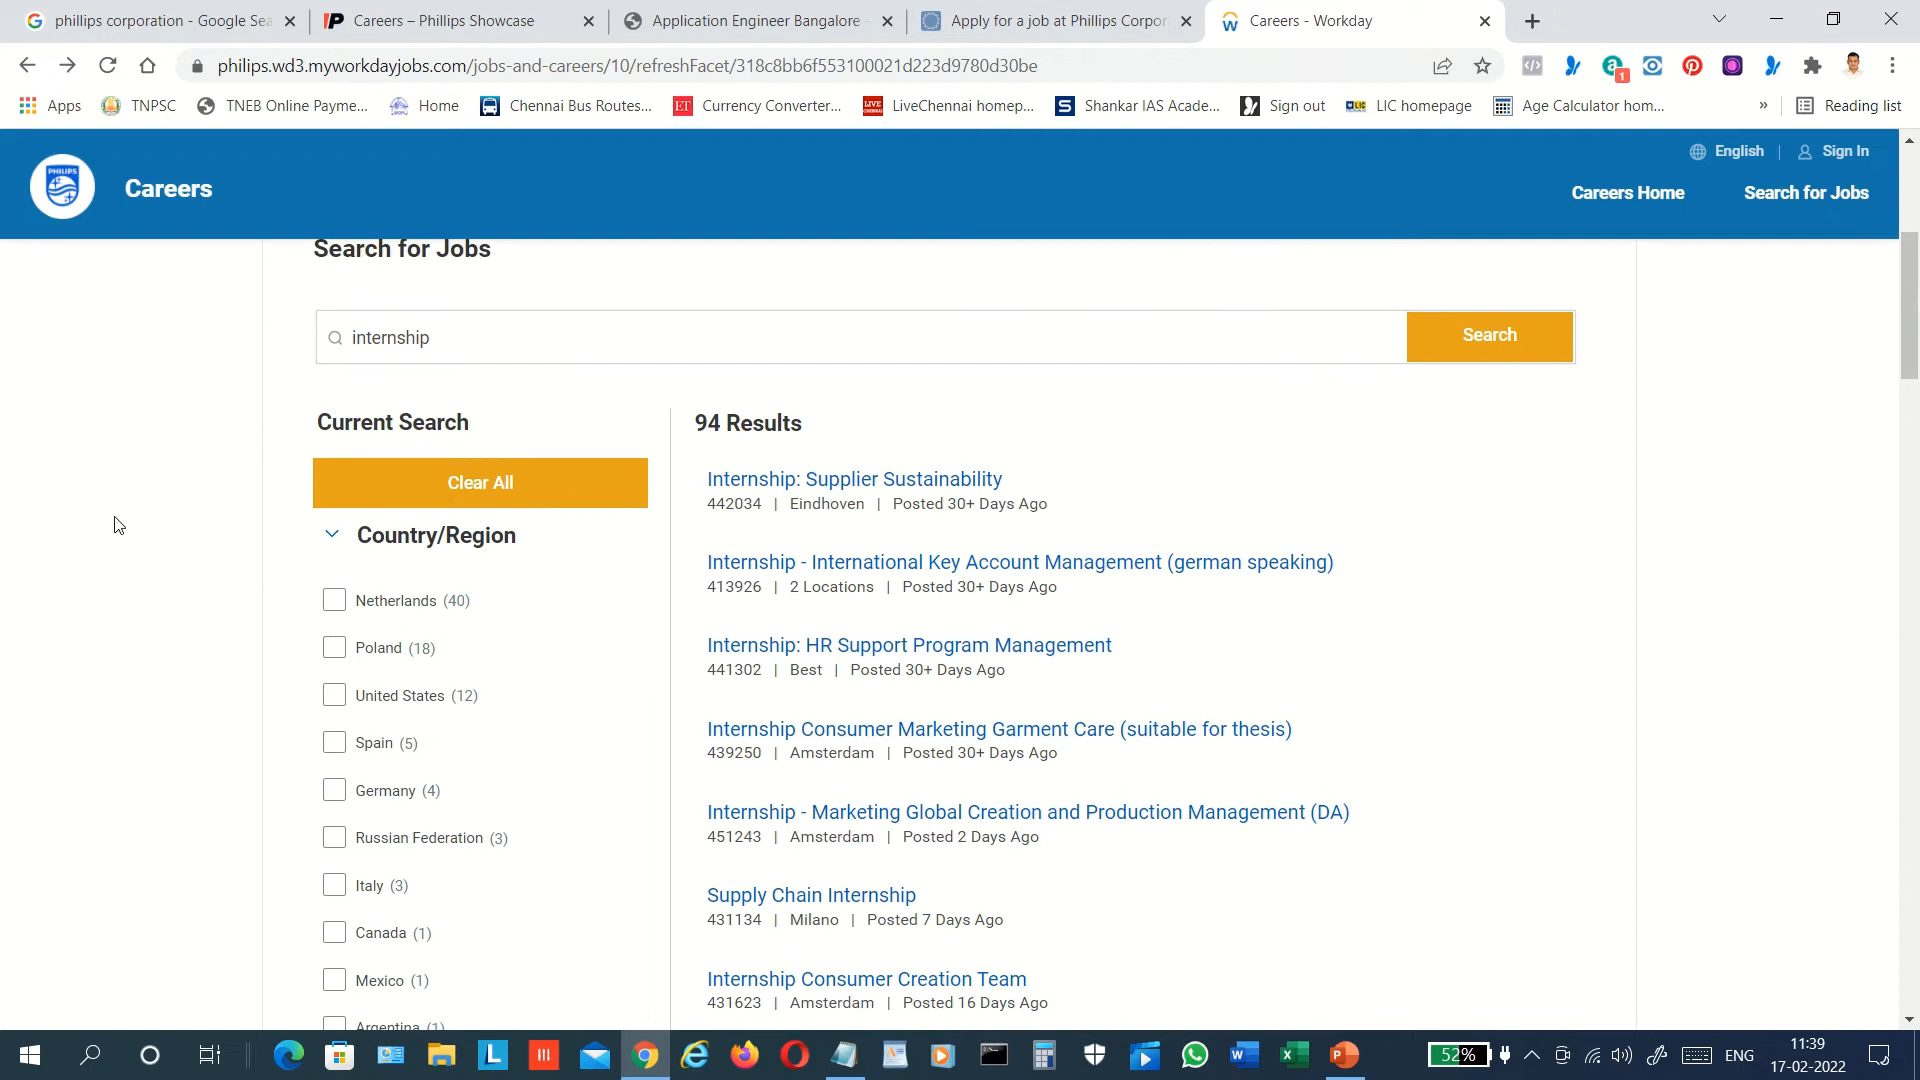 phillips corporation - Google Sea
Careers – Phillips Showcase
Application Engineer Bangalore -
Apply for a job at Phillips Corpor
Careers - Workday
philips.wd3.myworkdayjobs.com/jobs-and-careers/10/refreshFacet/318c8bb6f553100021d223d9780d30be
1
Apps
TNPSC
TNEB Online Payme...
Home
Chennai Bus Routes...
ET
Currency Converter...
LIVE
LiveChennai homep...
Shankar IAS Acade...
Sign out
LIC
LIC homepage
Age Calculator hom...
»
Reading list
PHILIPS
Careers
English
|
Sign In
Careers Home
Search for Jobs
Search for Jobs
internship
Search
Current Search
94 Results
Clear All
Country/Region
Netherlands (40)
Poland (18)
United States (12)
Spain (5)
Germany (4)
Russian Federation (3)
Italy (3)
Canada (1)
Mexico (1)
Argentina (1)
Internship: Supplier Sustainability
442034 | Eindhoven | Posted 30+ Days Ago
Internship - International Key Account Management (german speaking)
413926 | 2 Locations | Posted 30+ Days Ago
Internship: HR Support Program Management
441302 | Best | Posted 30+ Days Ago
Internship Consumer Marketing Garment Care (suitable for thesis)
439250 | Amsterdam | Posted 30+ Days Ago
Internship - Marketing Global Creation and Production Management (DA)
451243 | Amsterdam | Posted 2 Days Ago
Supply Chain Internship
431134 | Milano | Posted 7 Days Ago
Internship Consumer Creation Team
431623 | Amsterdam | Posted 16 Days Ago
52%
ENG
11:39
17-02-2022